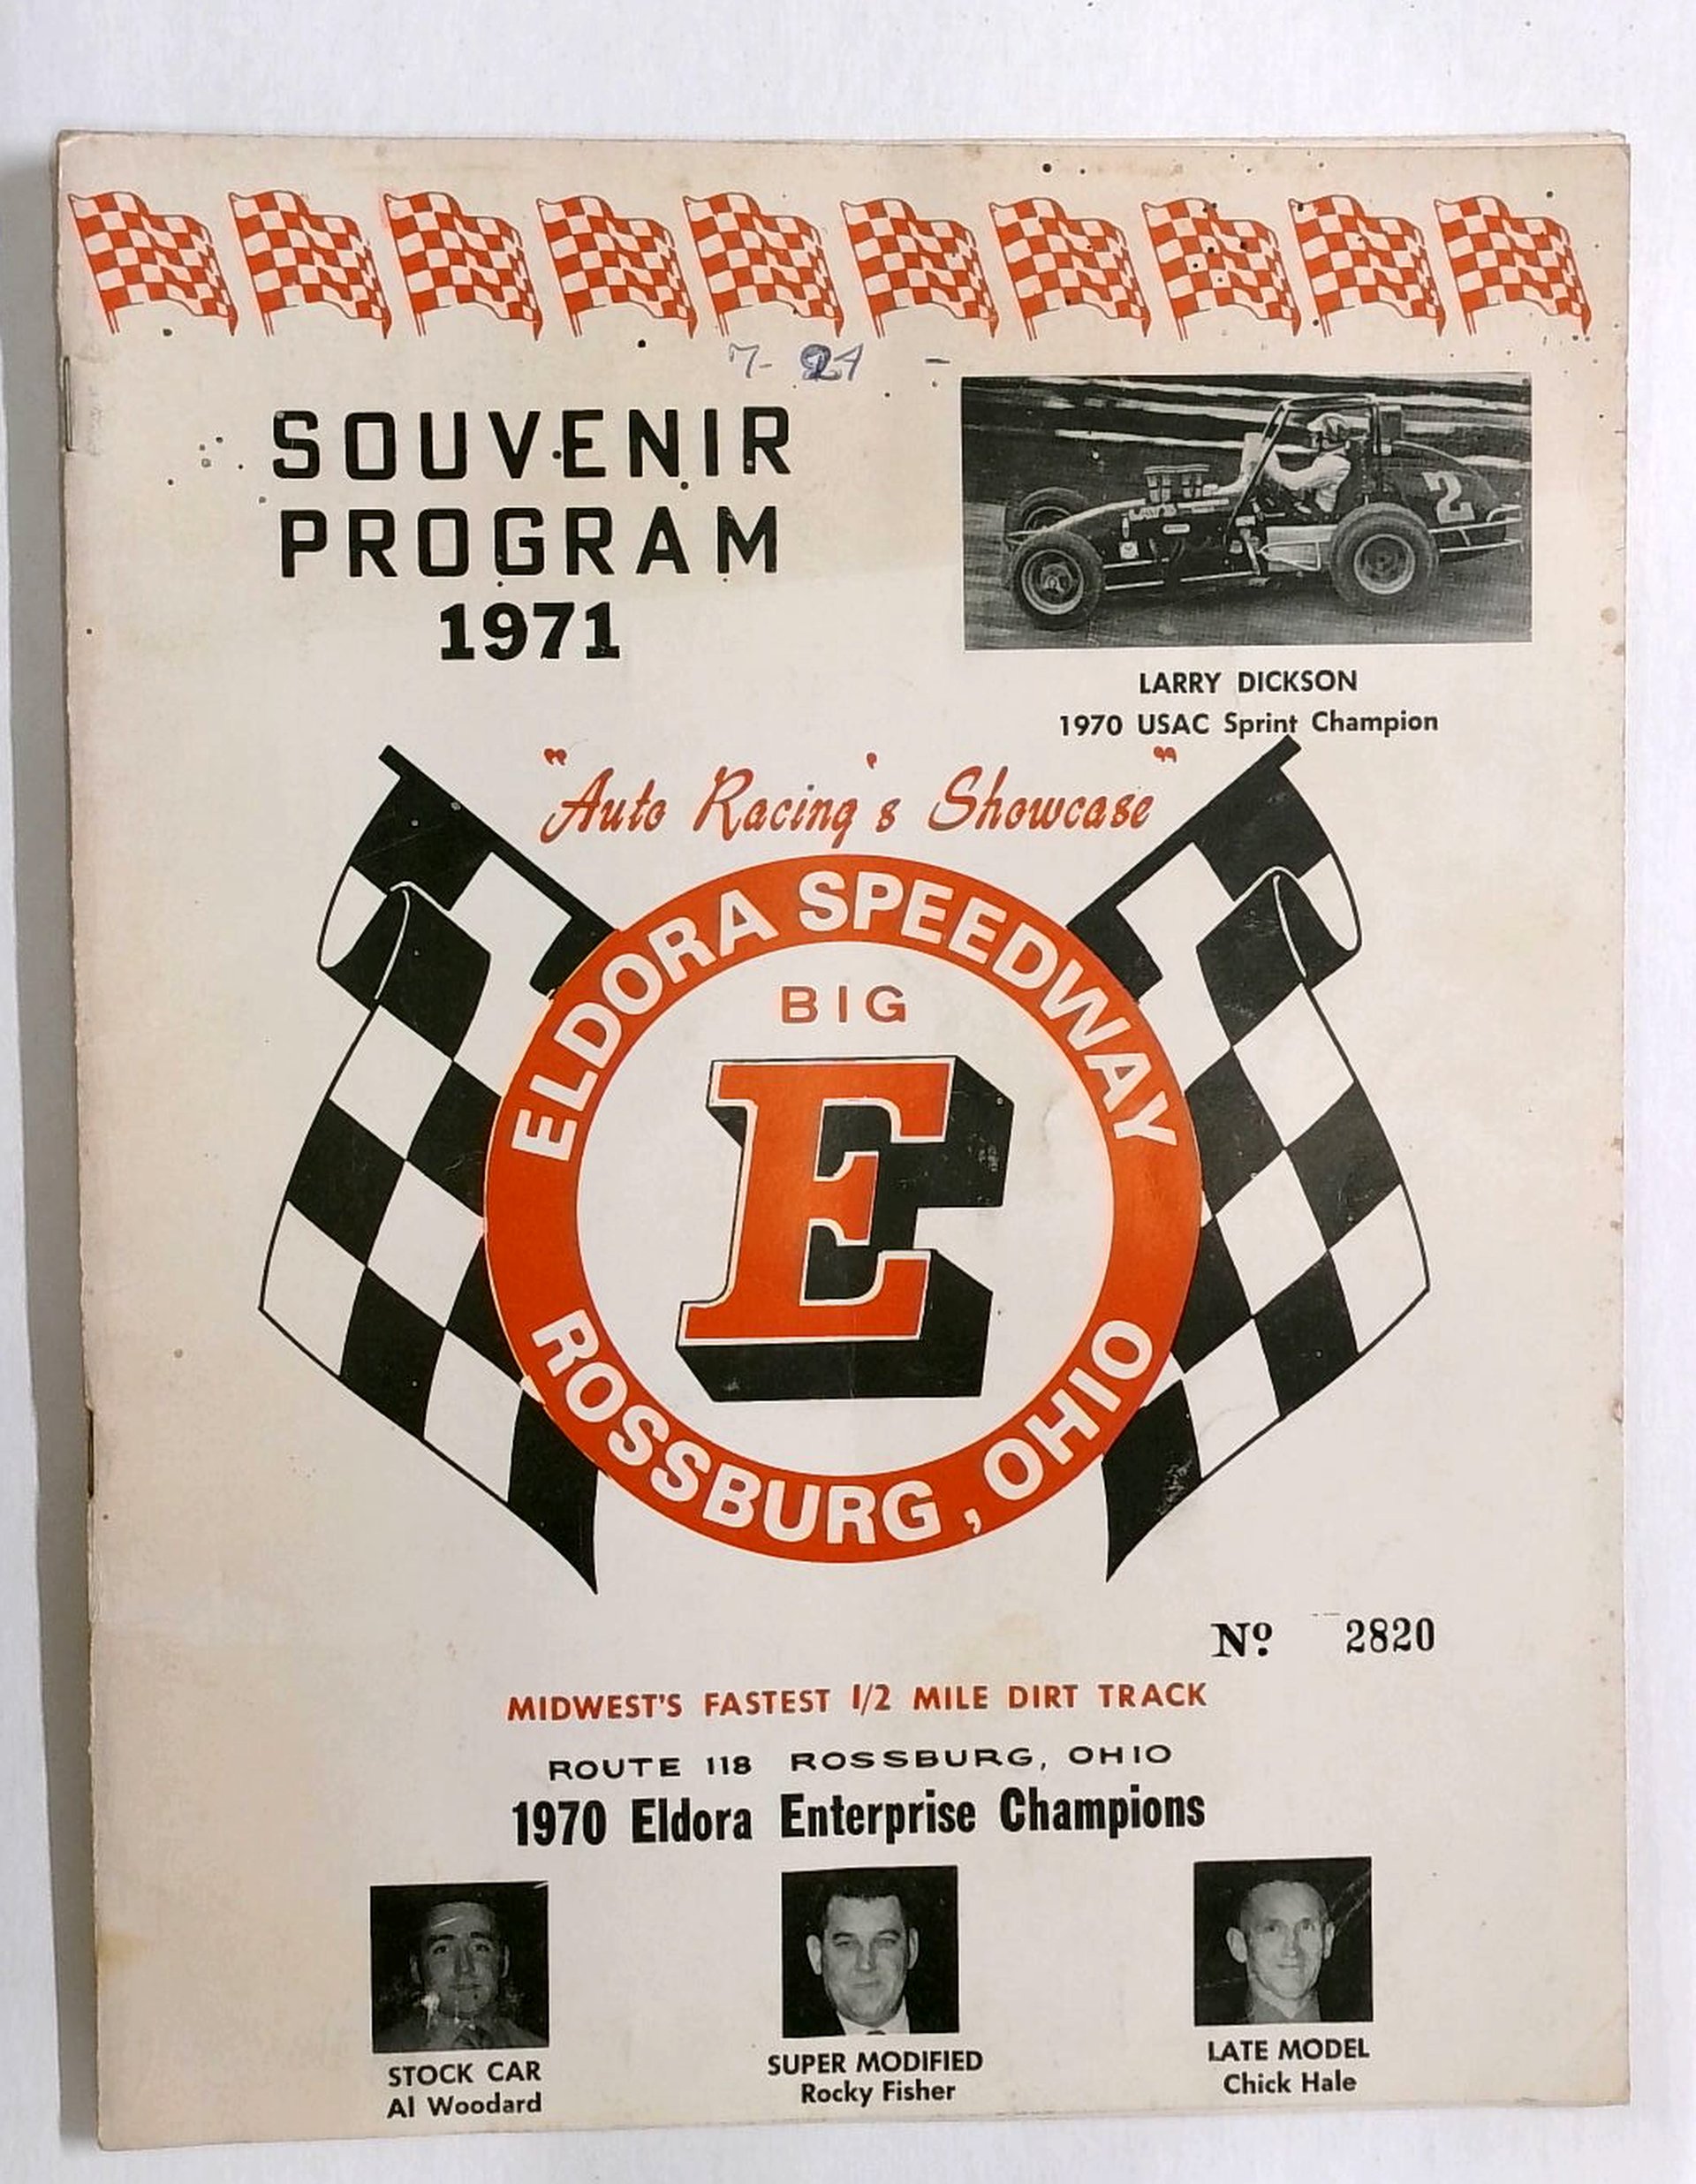 7- 24 -
SOUVENIR
PROGRAM
1971
2
LARRY DICKSON
1970 USAC Sprint Champion
"Auto Racing's Showcase"
ELDORA SPEEDWAY
BIG
E
ROSSBURG, OHIO
Nº 2820
MIDWEST'S FASTEST 1/2 MILE DIRT TRACK
ROUTE 118 ROSSBURG, OHIO
1970 Eldora Enterprise Champions
STOCK CAR
Al Woodard
SUPER MODIFIED
Rocky Fisher
LATE MODEL
Chick Hale